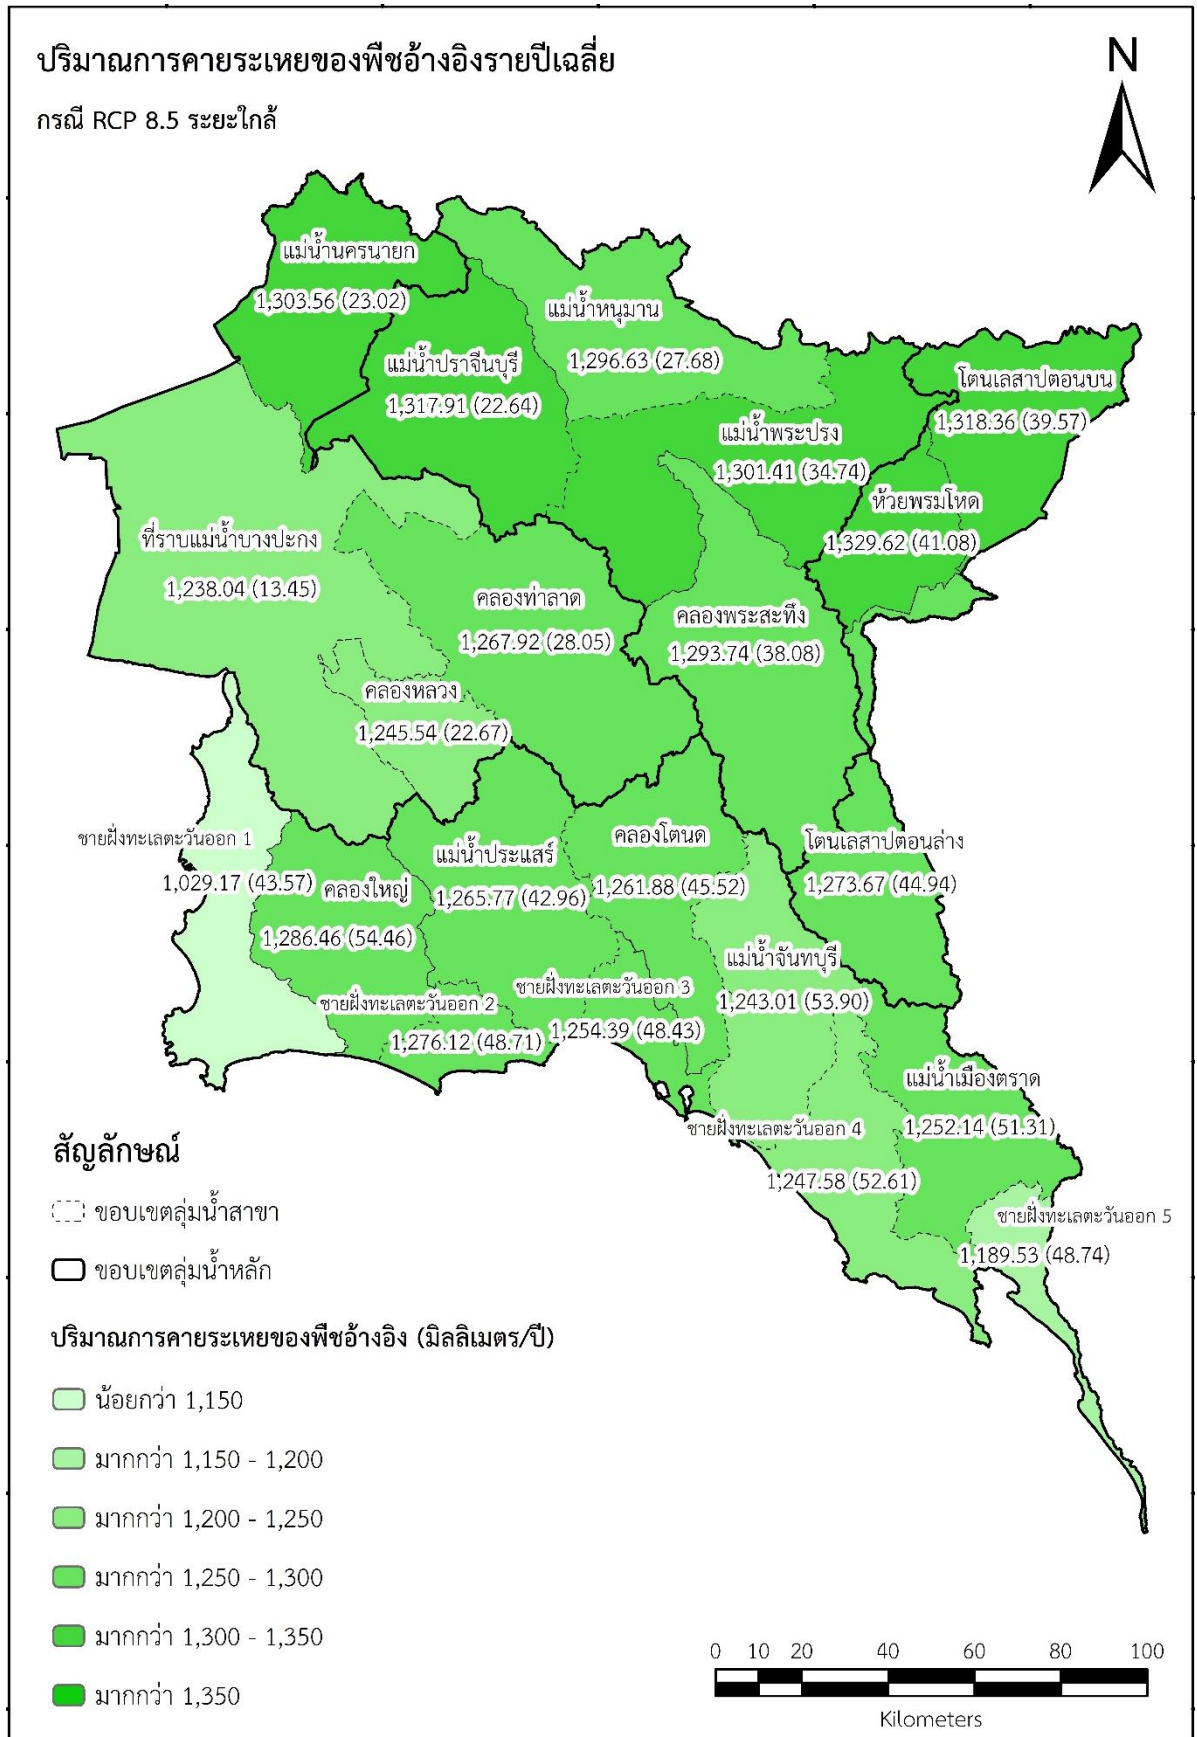 ปริมาณการคายระเหยของพืชอ้างอิงรายปีเฉลี่ย
N
กรณี RCP 8.5 ระยะใกล้
แม่น้ำนครนายก
1,303.56 (23.02)
แม่น้ำหนุมาน
1,296.63 (27.68)
แม่น้ำปราจีนบุรี
1,317.91 (22.64)
โตนเลสาปตอนบน
1,318.36 (39.57)
แม่น้ำพระปรง
1,301.41 (34.74)
ห้วยพรมโหด
1,329.62 (41.08)
ที่ราบแม่น้ำบางปะกง
1,238.04 (13.45)
คลองท่าลาด
1,267.92 (28.05)
คลองพระสะทึง
1,293.74 (38.08)
คลองหลวง
1,245.54 (22.67)
ชายฝั่งทะเลตะวันออก 1
1,029.17 (43.57)
คลองใหญ่
1,286.46 (54.46)
แม่น้ำประแสร์
1,265.77 (42.96)
คลองโตนด
1,261.88 (45.52)
โตนเลสาปตอนล่าง
1,273.67 (44.94)
แม่น้ำจันทบุรี
1,243.01 (53.90)
ชายฝั่งทะเลตะวันออก 2
1,276.12 (48.71)
ชายฝั่งทะเลตะวันออก 3
1,254.39 (48.43)
แม่น้ำเมืองตราด
1,252.14 (51.31)
ชายฝั่งทะเลตะวันออก 4
1,247.58 (52.61)
ชายฝั่งทะเลตะวันออก 5
1,189.53 (48.74)
สัญลักษณ์
ขอบเขตลุ่มน้ำสาขา
ขอบเขตลุ่มน้ำหลัก
ปริมาณการคายระเหยของพืชอ้างอิง (มิลลิเมตร/ปี)
น้อยกว่า 1,150
มากกว่า 1,150 - 1,200
มากกว่า 1,200 - 1,250
มากกว่า 1,250 - 1,300
มากกว่า 1,300 - 1,350
มากกว่า 1,350
0 10 20 40 60 80 100
Kilometers